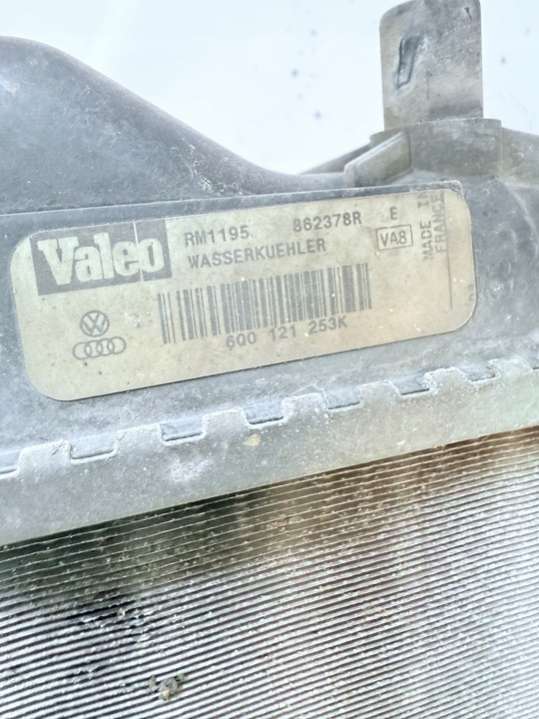 Valeo
RM1195 862378R E
WASSERKUEHLER VA8
MADE IN
FRANCE
600 121 253K